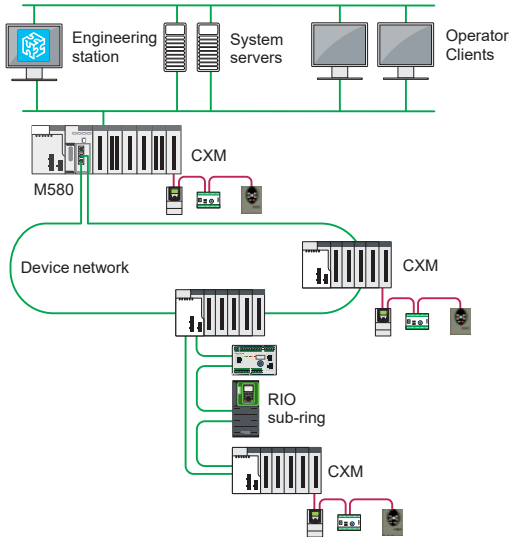 Engineering
station
System
servers
Operator
Clients
CXM
M580
Device network
CXM
RIO
sub-ring
CXM